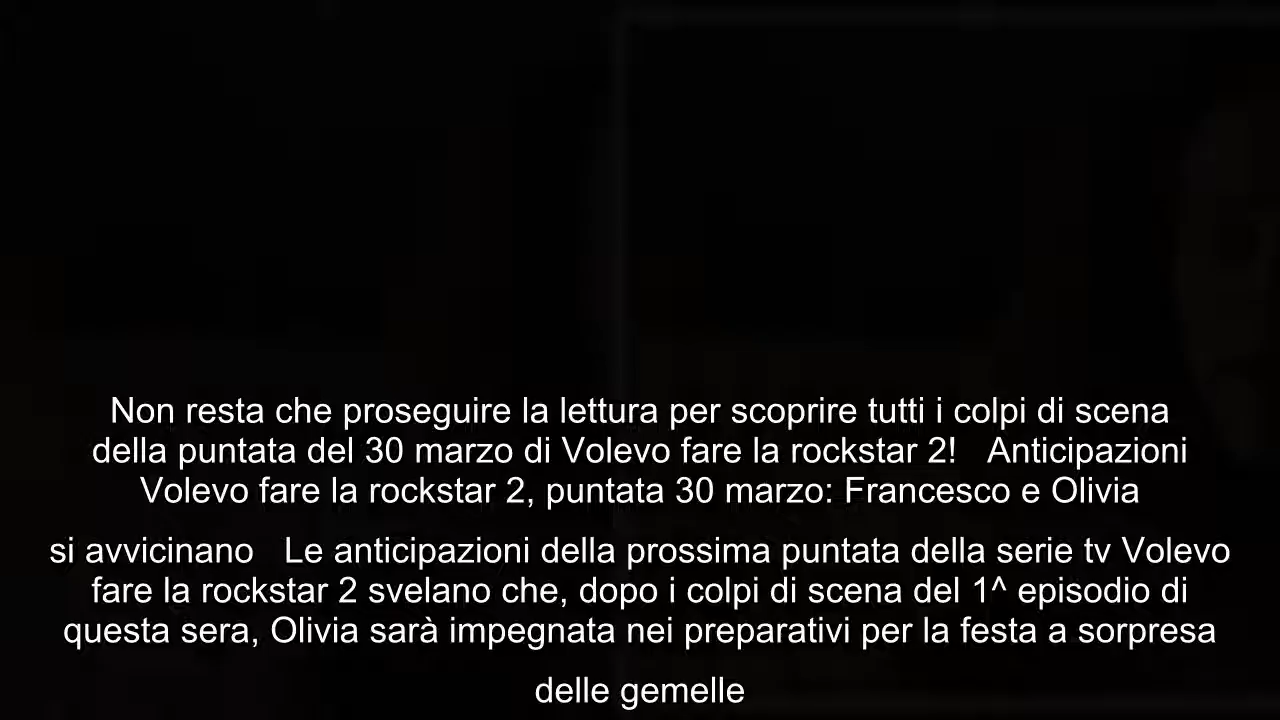 Non resta che proseguire la lettura per scoprire tutti i colpi di scena
della puntata del 30 marzo di Volevo fare la rockstar 2!   Anticipazioni
Volevo fare la rockstar 2, puntata 30 marzo: Francesco e Olivia
si avvicinano   Le anticipazioni della prossima puntata della serie tv Volevo
fare la rockstar 2 svelano che, dopo i colpi di scena del 1^ episodio di
questa sera, Olivia sarà impegnata nei preparativi per la festa a sorpresa
delle gemelle